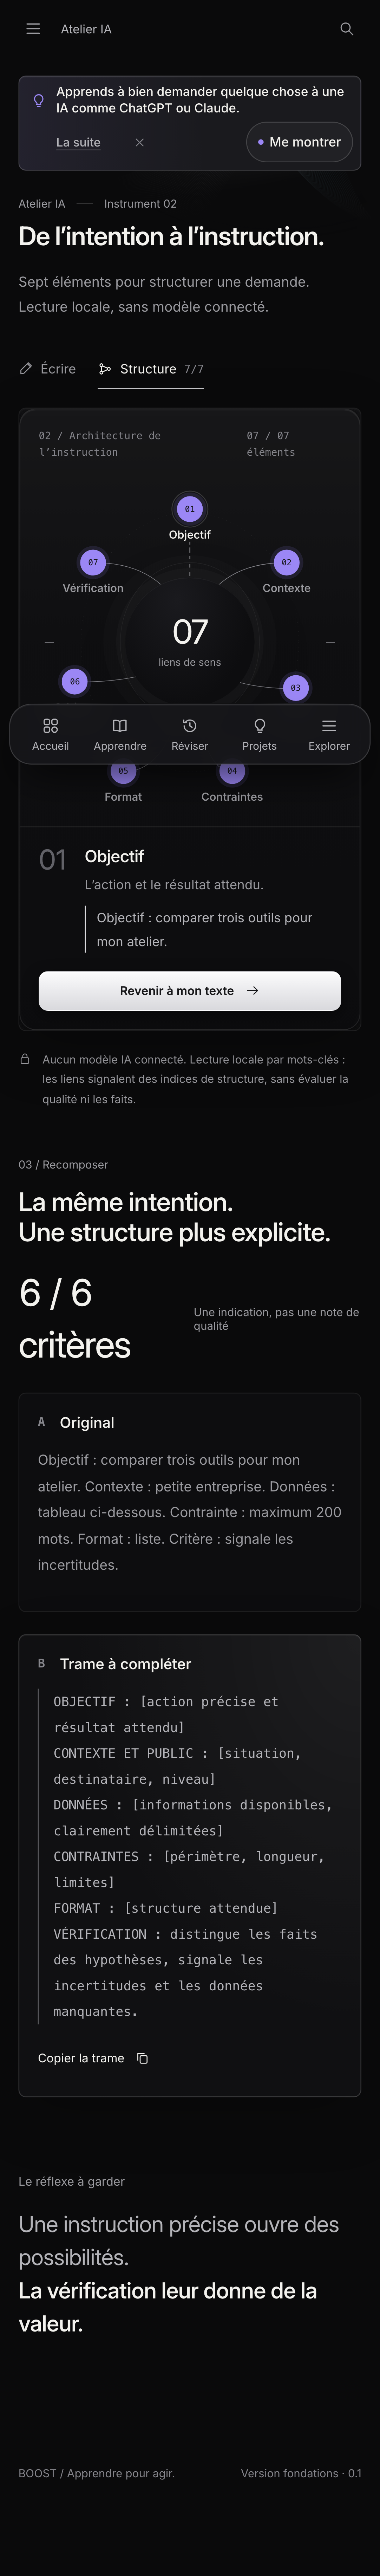 Atelier IA
Apprends à bien demander quelque chose à une
IA comme ChatGPT ou Claude.
La suite
Me montrer
Atelier IA — Instrument 02
De l’intention à l’instruction.
Sept éléments pour structurer une demande.
Lecture locale, sans modèle connecté.
Écrire
Structure 7/7
02 / Architecture de
l’instruction
07 / 07
éléments
01
Objectif
07
Vérification
02
Contexte
07
liens de sens
06
03
Accueil
Apprendre
Réviser
Projets
Explorer
05
Format
04
Contraintes
01
Objectif
L’action et le résultat attendu.
Objectif : comparer trois outils pour
mon atelier.
Revenir à mon texte
Aucun modèle IA connecté. Lecture locale par mots-clés :
les liens signalent des indices de structure, sans évaluer la
qualité ni les faits.
03 / Recomposer
La même intention.
Une structure plus explicite.
6 / 6
critères
Une indication, pas une note de
qualité
A Original
Objectif : comparer trois outils pour mon
atelier. Contexte : petite entreprise. Données :
tableau ci-dessous. Contrainte : maximum 200
mots. Format : liste. Critère : signale les
incertitudes.
B Trame à compléter
OBJECTIF : [action précise et
résultat attendu]
CONTEXTE ET PUBLIC : [situation,
destinataire, niveau]
DONNÉES : [informations disponibles,
clairement délimitées]
CONTRAINTES : [périmètre, longueur,
limites]
FORMAT : [structure attendue]
VÉRIFICATION : distingue les faits
des hypothèses, signale les
incertitudes et les données
manquantes.
Copier la trame
Le réflexe à garder
Une instruction précise ouvre des
possibilités.
La vérification leur donne de la
valeur.
BOOST / Apprendre pour agir.
Version fondations · 0.1